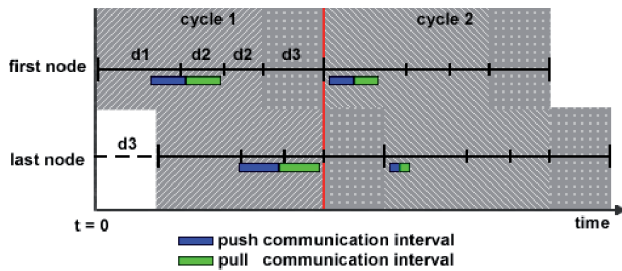 cycle 1 cycle 2
d1 d2 d2 d3
first node
d3
last node
t = 0 time
push communication interval
pull communication interval